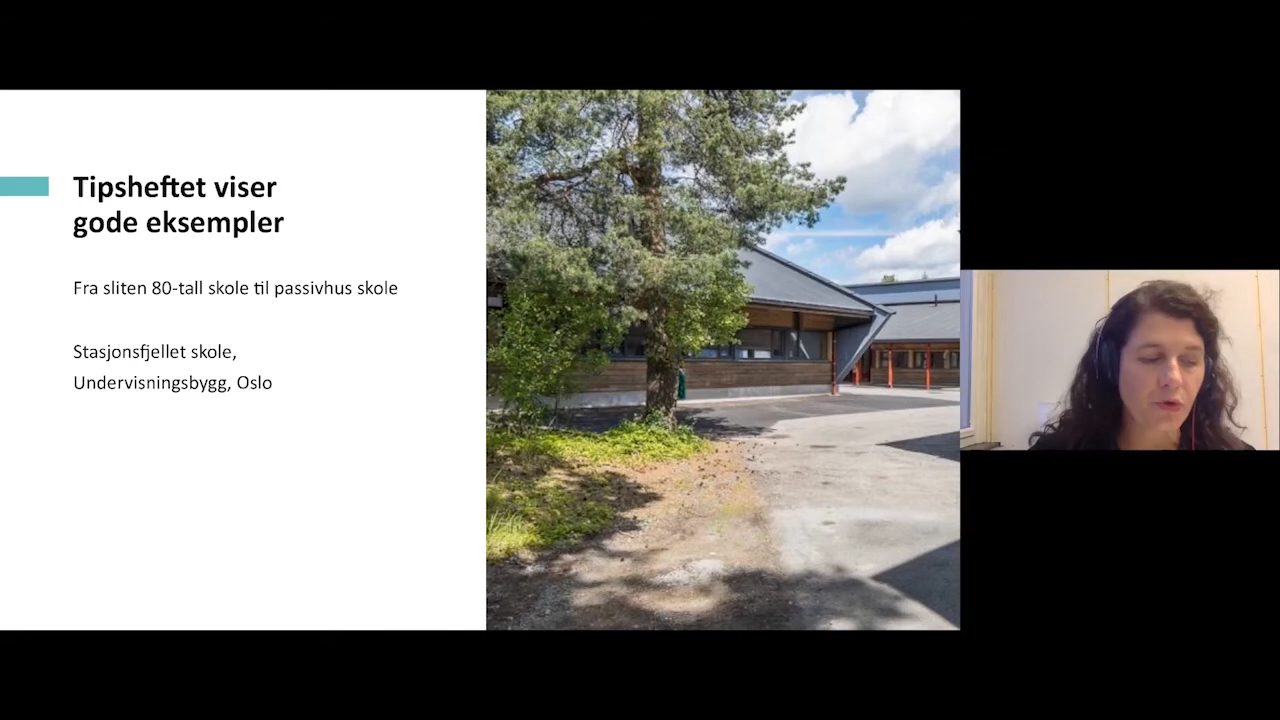 Tipsheftet viser
gode eksempler
Fra sliten 80-tall skole til passivhus skole
Stasjonsfjellet skole,
Undervisningsbygg, Oslo